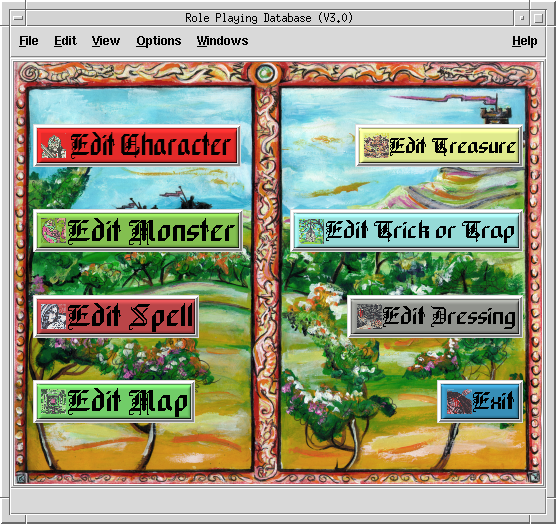 Role Playing Database (V3.0)
File Edit View Options Windows Help
Edit Character
Edit Treasure
Edit Monster
Edit Trick or Trap
Edit Spell
Edit Dressing
Edit Map
Exit